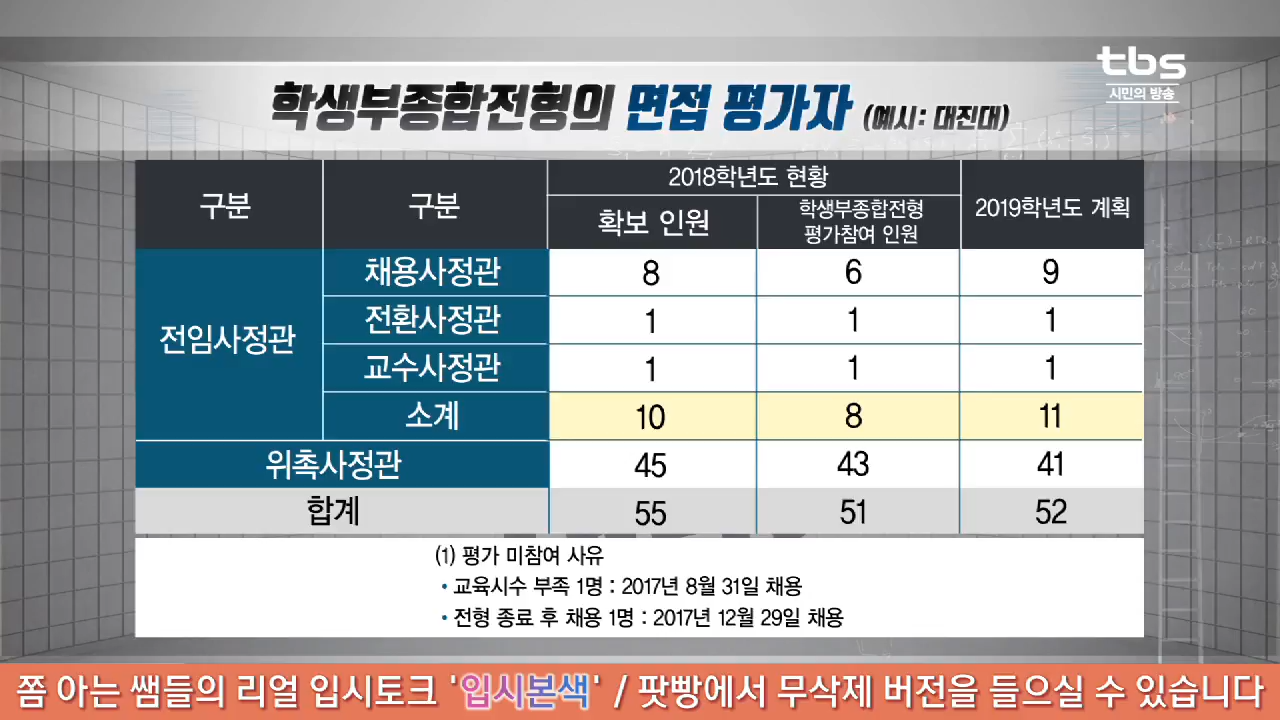 tbs
시민의 방송
학생부종합전형의 면접 평가자 (예시: 대진대)
구분 구분 2018학년도 현황 2019학년도 계획
확보 인원 학생부종합전형 평가참여 인원
전임사정관 채용사정관 8 6 9
전환사정관 1 1 1
교수사정관 1 1 1
소계 10 8 11
위촉사정관 45 43 41
합계 55 51 52
(1) 평가 미참여 사유
• 교육시수 부족 1명 : 2017년 8월 31일 채용
• 전형 종료 후 채용 1명 : 2017년 12월 29일 채용
쫌 아는 쌤들의 리얼 입시토크 '입시본색' / 팟빵에서 무삭제 버전을 들으실 수 있습니다